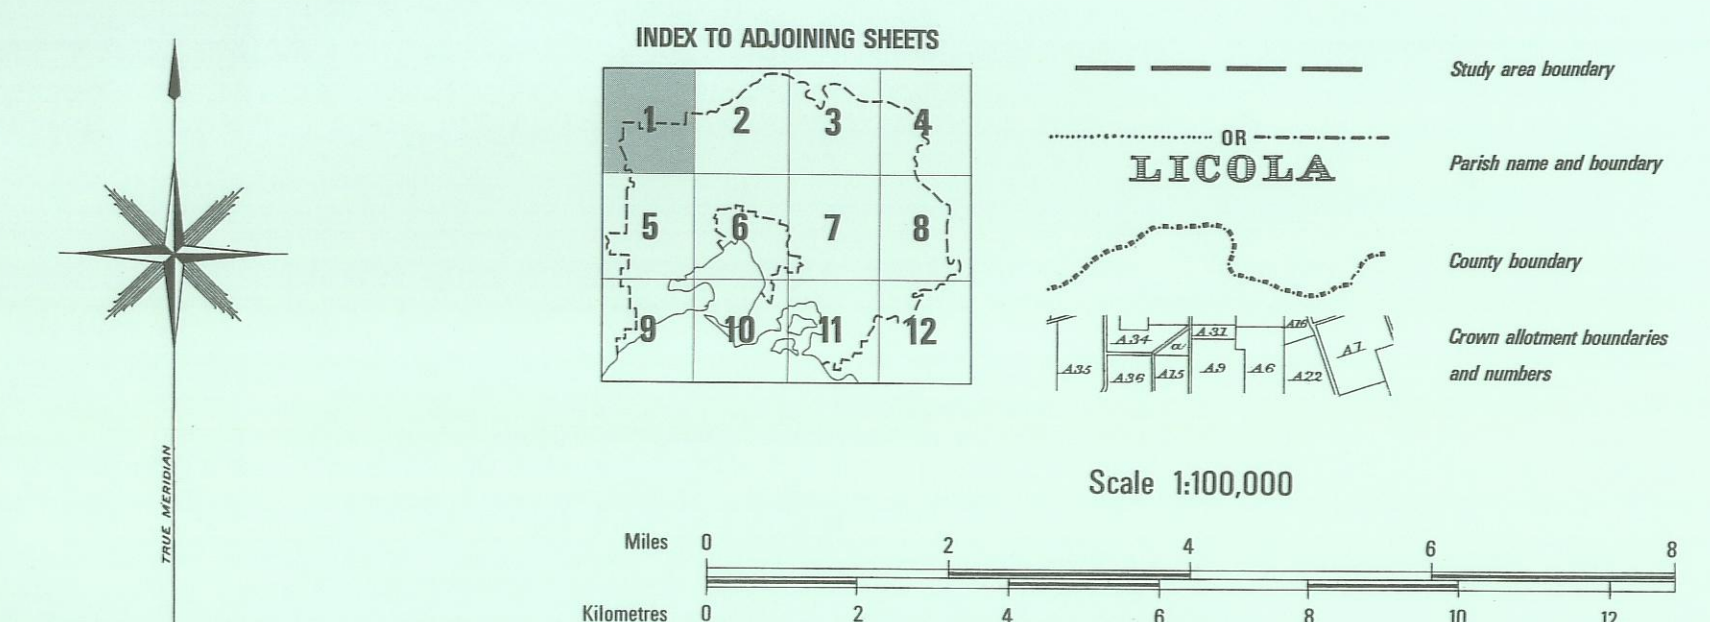 INDEX TO ADJOINING SHEETS
1 2 3 4
5 6 7 8
9 10 11 12
TRUE MERIDIAN
Study area boundary
OR
LICOLA
Parish name and boundary
County boundary
A35 A34 A36 a A15 A31 A9 A6 A16 A22 A7
Crown allotment boundaries
and numbers
Scale 1:100,000
Miles 0 2 4 6 8
Kilometres 0 2 4 6 8 10 12